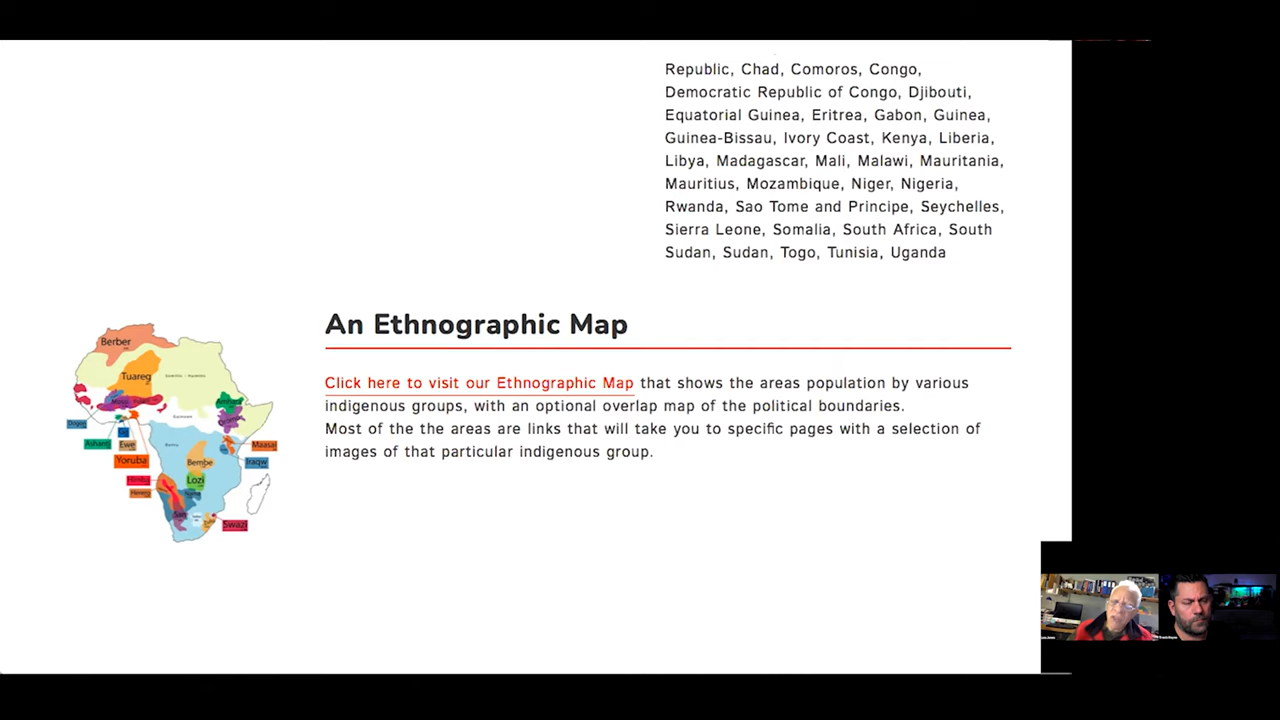 Republic, Chad, Comoros, Congo,
Democratic Republic of Congo, Djibouti,
Equatorial Guinea, Eritrea, Gabon, Guinea,
Guinea-Bissau, Ivory Coast, Kenya, Liberia,
Libya, Madagascar, Mali, Malawi, Mauritania,
Mauritius, Mozambique, Niger, Nigeria,
Rwanda, Sao Tome and Principe, Seychelles,
Sierra Leone, Somalia, South Africa, South
Sudan, Sudan, Togo, Tunisia, Uganda
An Ethnographic Map
Click here to visit our Ethnographic Map that shows the areas population by various
indigenous groups, with an optional overlap map of the political boundaries.
Most of the the areas are links that will take you to specific pages with a selection of
images of that particular indigenous group.
Berber
Tuareg
Amhara
Dogon
Ashanti
Ewe
Maasai
Yoruba
Bembe
Iraqw
Himba
Lozi
Herero
San
Swazi